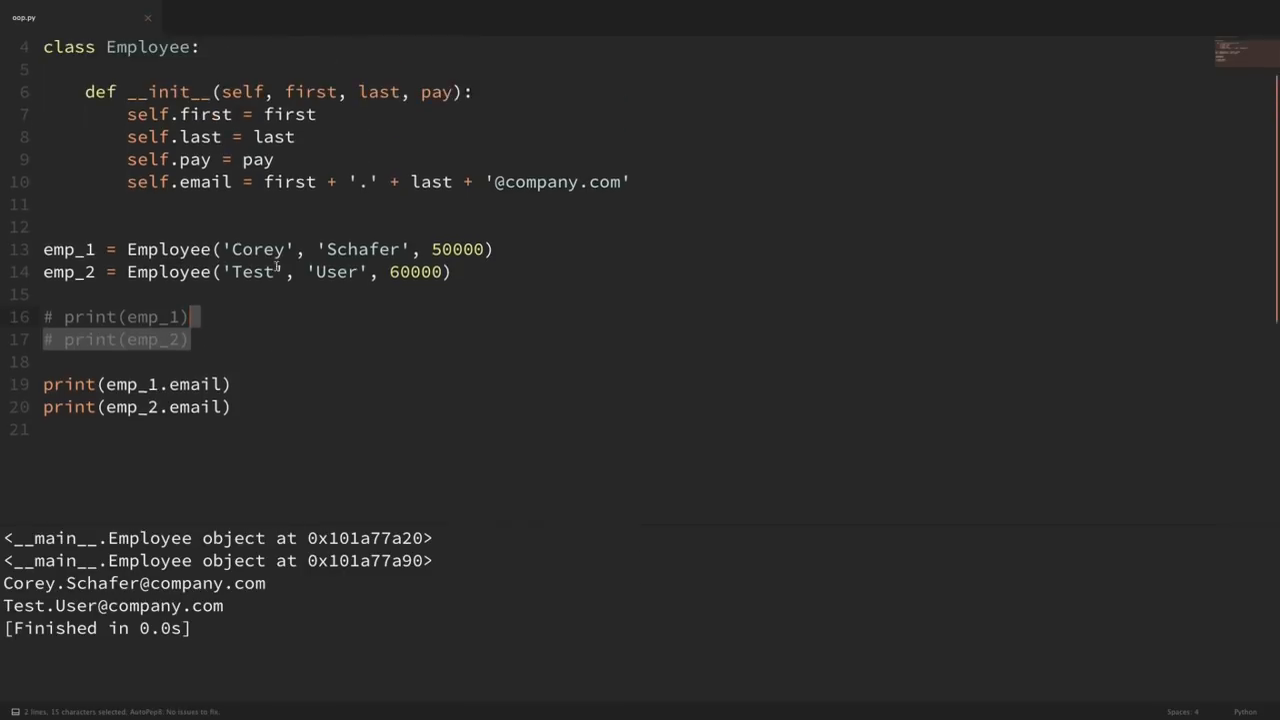 oop.py ×
4 class Employee:
5
6     def __init__(self, first, last, pay):
7         self.first = first
8         self.last = last
9         self.pay = pay
10         self.email = first + '.' + last + '@company.com'
11
12
13 emp_1 = Employee('Corey', 'Schafer', 50000)
14 emp_2 = Employee('Test', 'User', 60000)
15
16 # print(emp_1)
17 # print(emp_2)
18
19 print(emp_1.email)
20 print(emp_2.email)
21
<__main__.Employee object at 0x101a77a20>
<__main__.Employee object at 0x101a77a90>
Corey.Schafer@company.com
Test.User@company.com
[Finished in 0.0s]
2 lines, 15 characters selected, AutoPep8: No issues to fix. Spaces: 4 Python